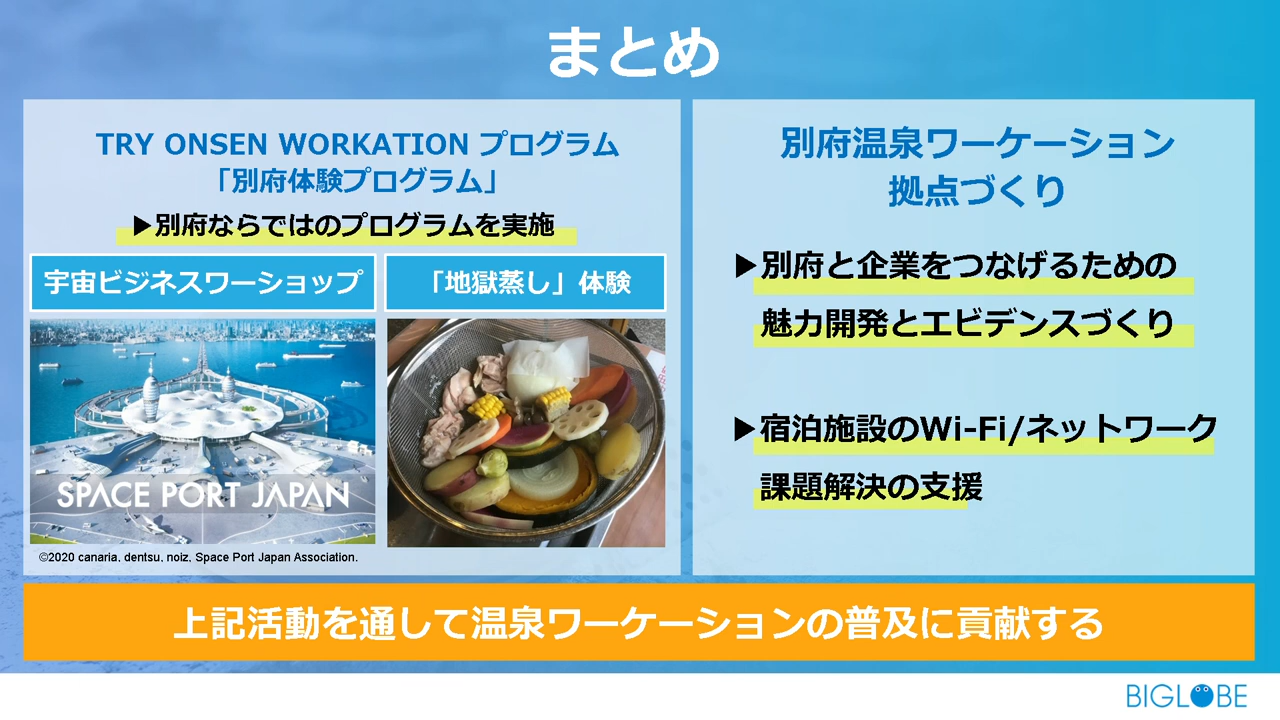 まとめ
TRY ONSEN WORKATION プログラム
「別府体験プログラム」
▶別府ならではのプログラムを実施
宇宙ビジネスワーショップ
「地獄蒸し」体験
SPACE PORT JAPAN
©2020 canaria, dentsu, noiz, Space Port Japan Association.
別府温泉ワーケーション
拠点づくり
▶別府と企業をつなげるための
魅力開発とエビデンスづくり
▶宿泊施設のWi-Fi/ネットワーク
課題解決の支援
上記活動を通して温泉ワーケーションの普及に貢献する
BIGLOBE